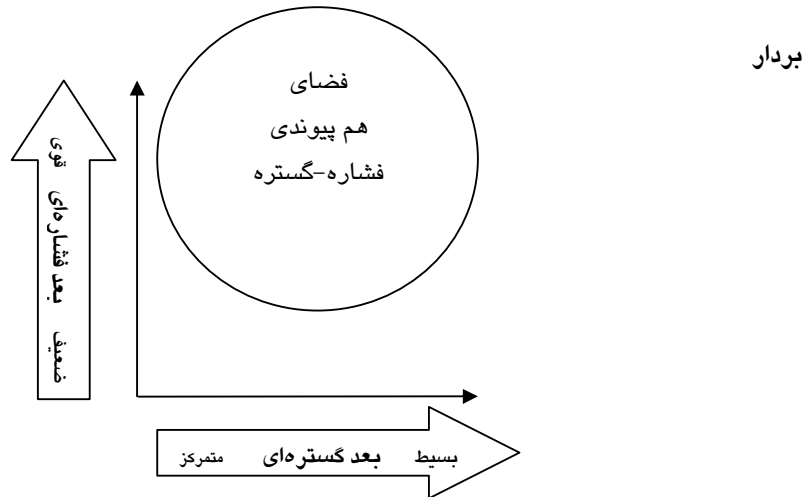 بردار
فضای
هم پیوندی
فشاره-گستره
ضعیف بعد فشاره‌ای قوی
متمرکز بعد گستره‌ای بسیط